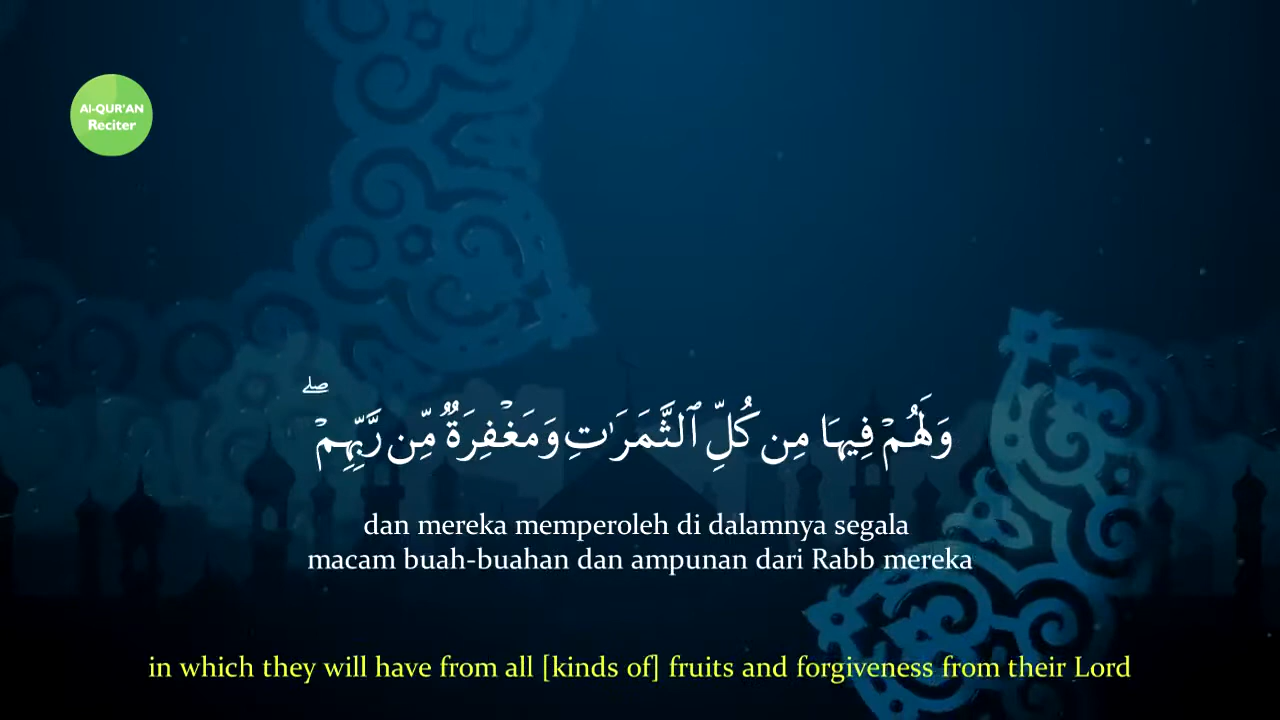 Al-QUR'AN
Reciter
وَلَهُمْ فِيهَا مِن كُلِّ ٱلثَّمَرَٰتِ وَمَغْفِرَةٌ مِّن رَّبِّهِمْ ۖ
dan mereka memperoleh di dalamnya segala
macam buah-buahan dan ampunan dari Rabb mereka
in which they will have from all [kinds of] fruits and forgiveness from their Lord